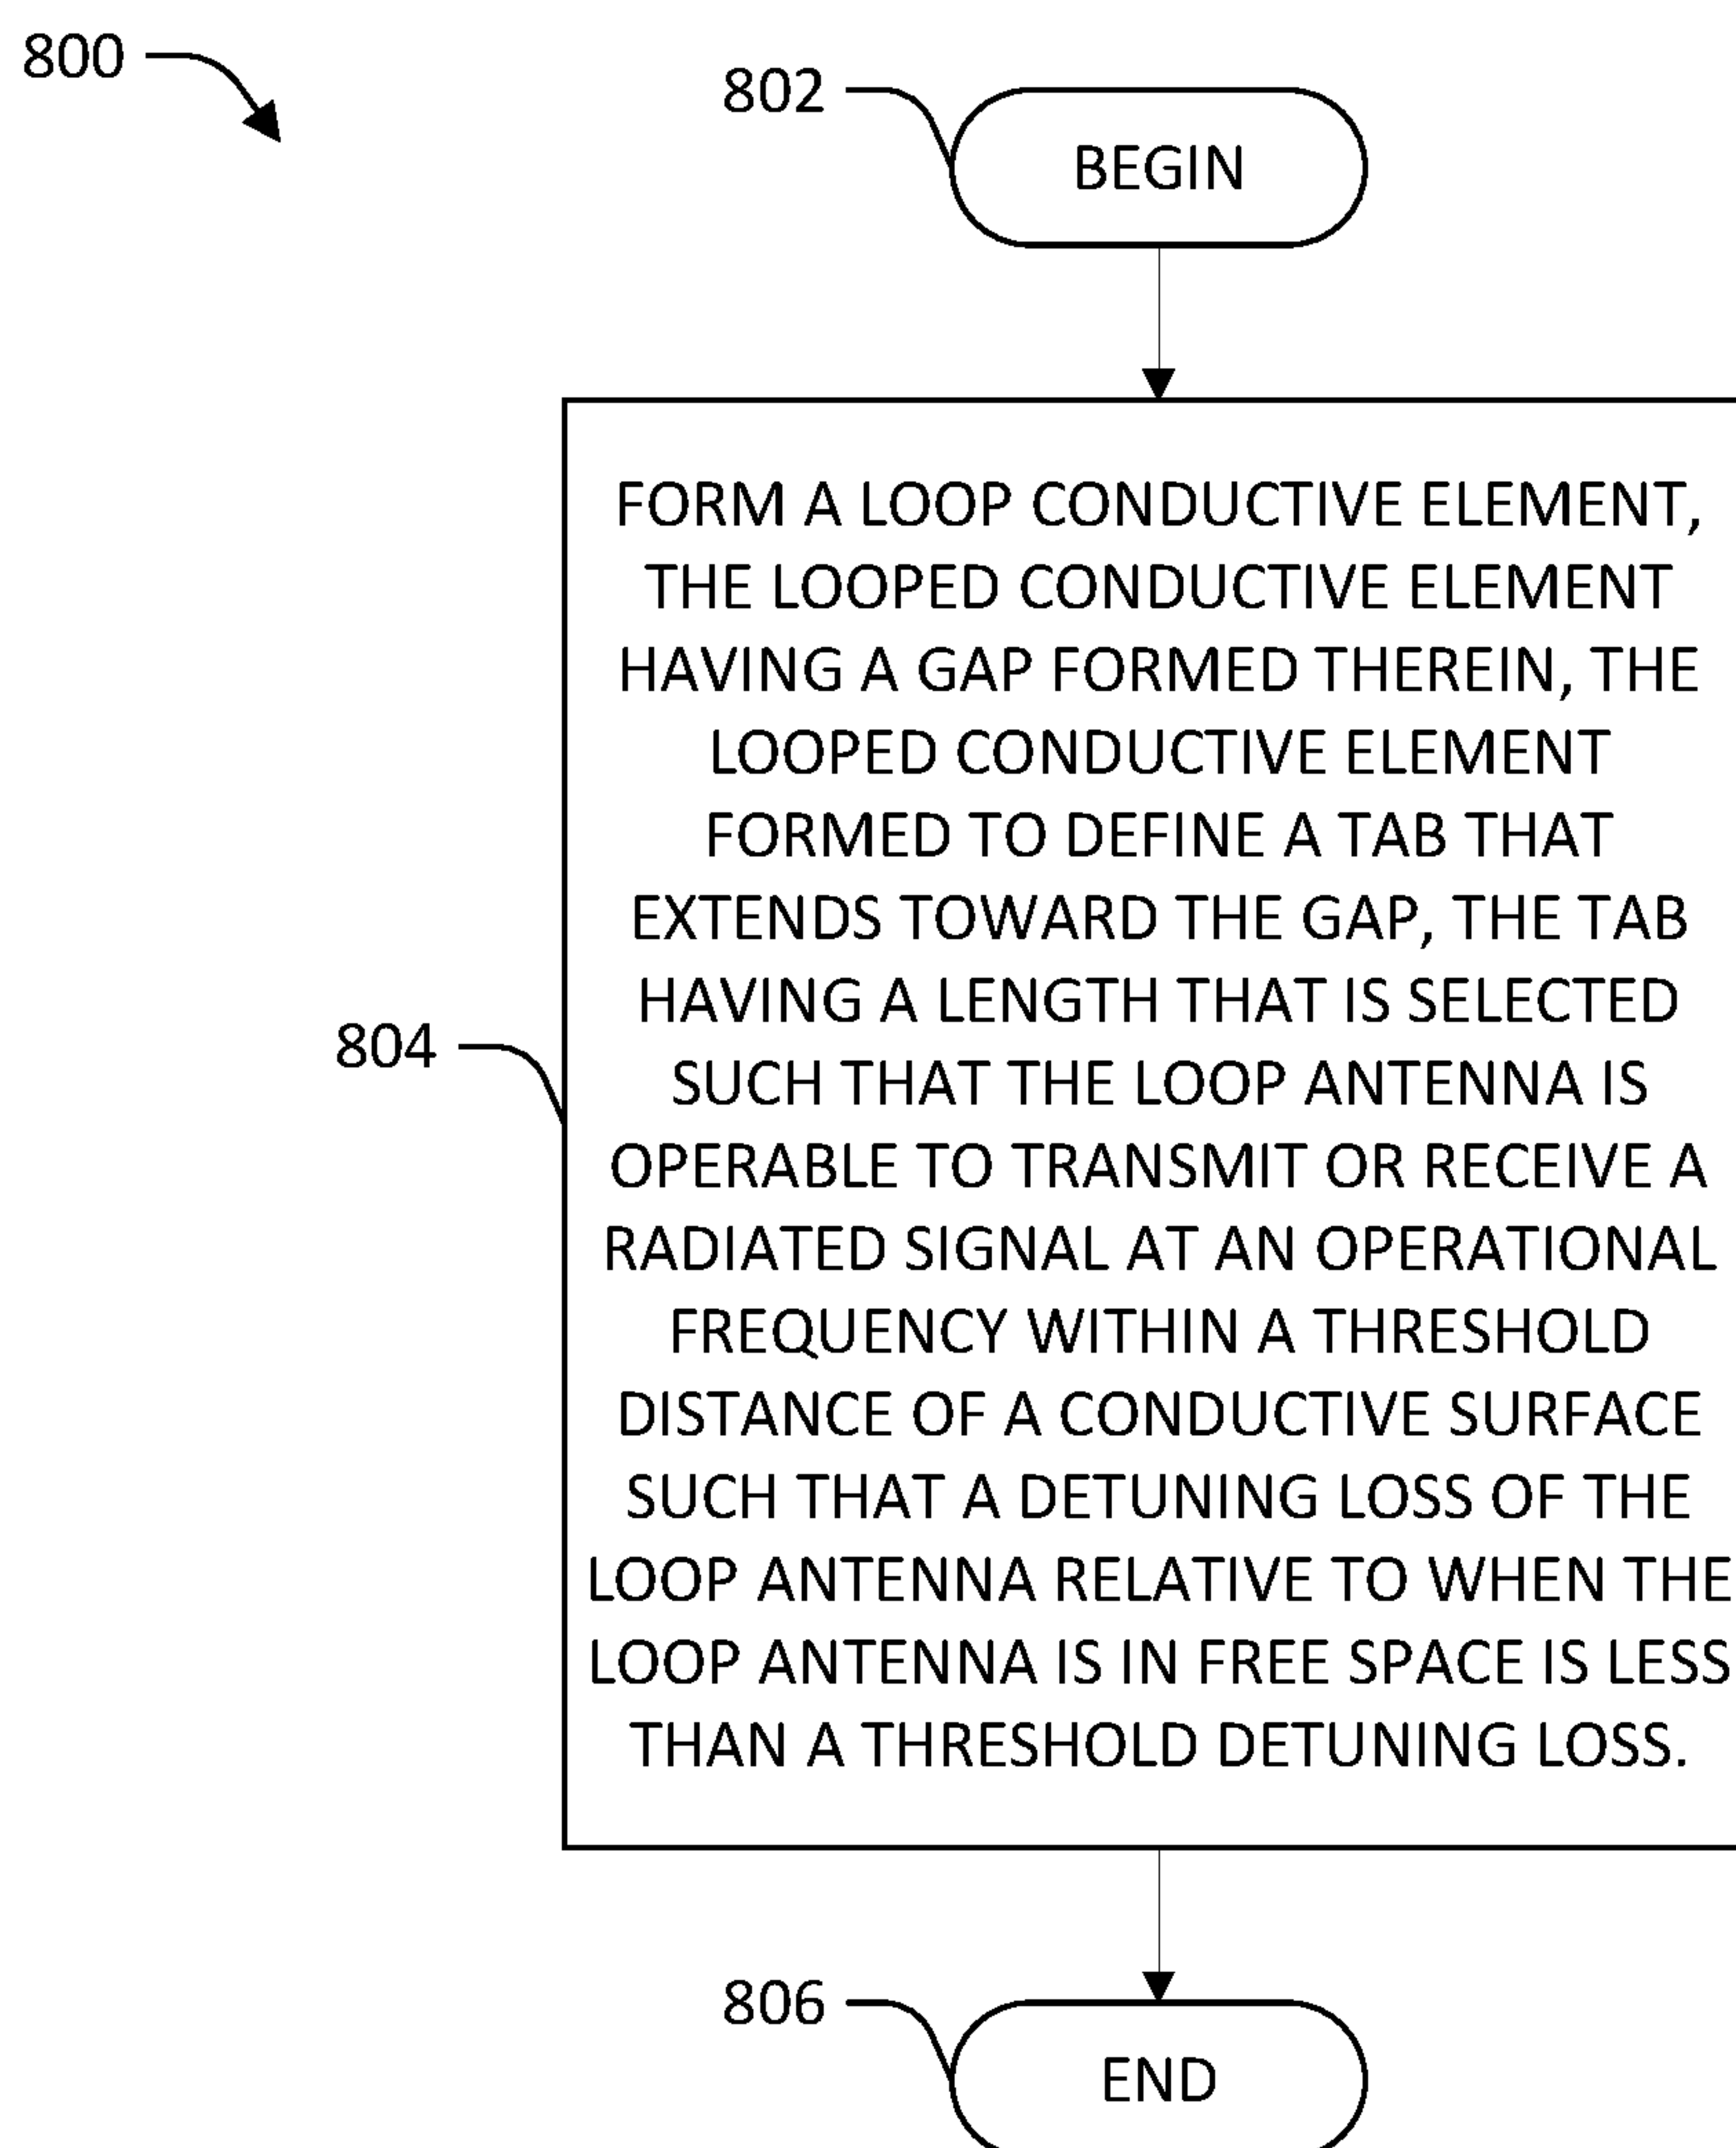 800
802
BEGIN
FORM A LOOP CONDUCTIVE ELEMENT,
THE LOOPED CONDUCTIVE ELEMENT
HAVING A GAP FORMED THEREIN, THE
LOOPED CONDUCTIVE ELEMENT
FORMED TO DEFINE A TAB THAT
EXTENDS TOWARD THE GAP, THE TAB
HAVING A LENGTH THAT IS SELECTED
SUCH THAT THE LOOP ANTENNA IS
OPERABLE TO TRANSMIT OR RECEIVE A
RADIATED SIGNAL AT AN OPERATIONAL
FREQUENCY WITHIN A THRESHOLD
DISTANCE OF A CONDUCTIVE SURFACE
SUCH THAT A DETUNING LOSS OF THE
LOOP ANTENNA RELATIVE TO WHEN THE
LOOP ANTENNA IS IN FREE SPACE IS LESS
THAN A THRESHOLD DETUNING LOSS.
804
806
END